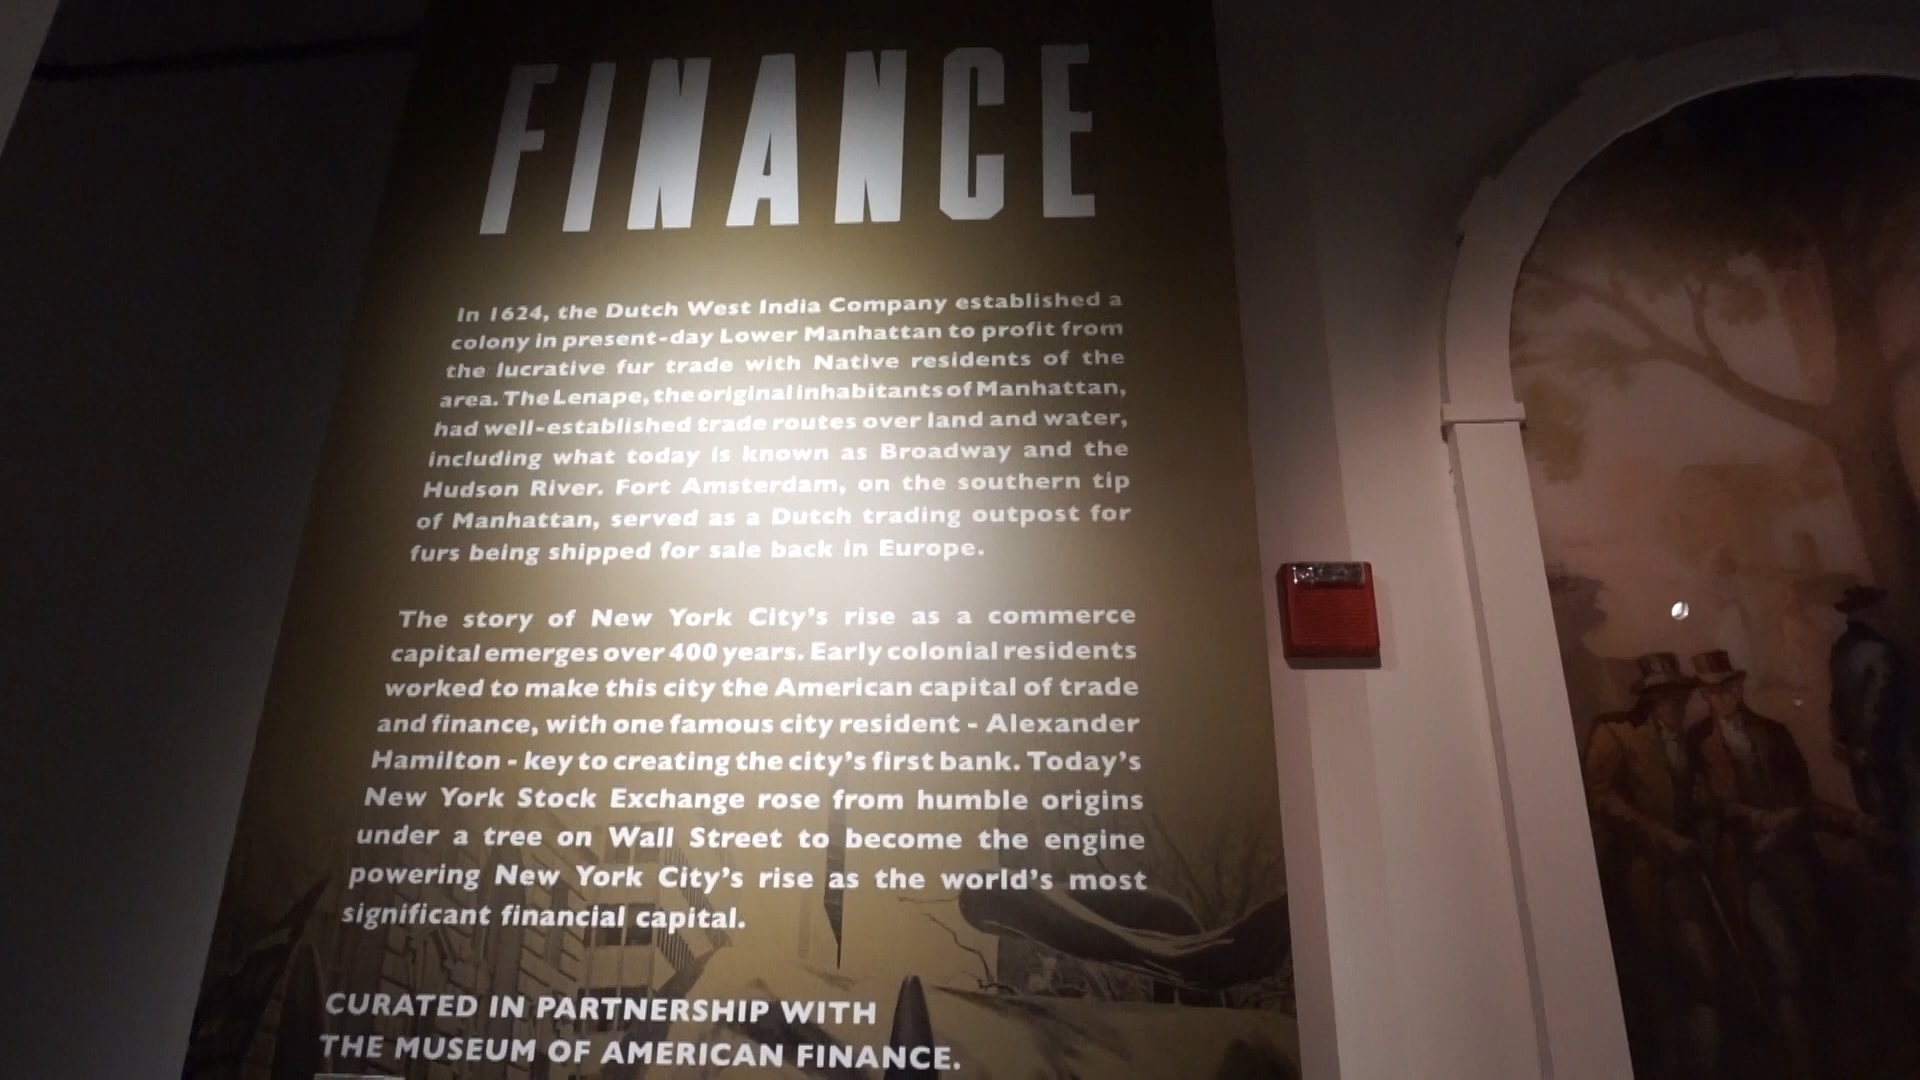 FINANCE
In 1624, the Dutch West India Company established a
colony in present-day Lower Manhattan to profit from
the lucrative fur trade with Native residents of the
area. The Lenape, the original inhabitants of Manhattan,
had well-established trade routes over land and water,
including what today is known as Broadway and the
Hudson River. Fort Amsterdam, on the southern tip
of Manhattan, served as a Dutch trading outpost for
furs being shipped for sale back in Europe.
The story of New York City's rise as a commerce
capital emerges over 400 years. Early colonial residents
worked to make this city the American capital of trade
and finance, with one famous city resident - Alexander
Hamilton - key to creating the city's first bank. Today's
New York Stock Exchange rose from humble origins
under a tree on Wall Street to become the engine
powering New York City's rise as the world's most
significant financial capital.
CURATED IN PARTNERSHIP WITH
THE MUSEUM OF AMERICAN FINANCE.